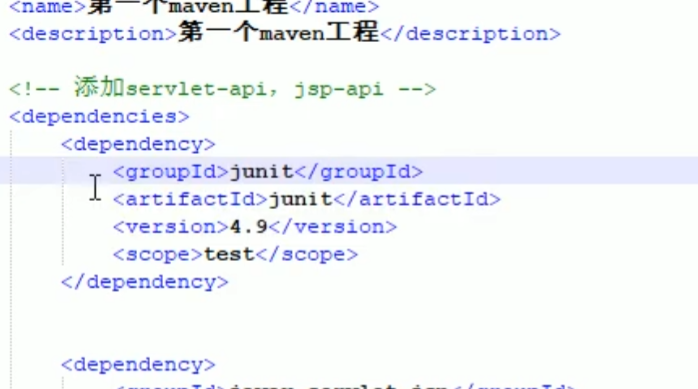 <name>第一个maven工程</name>
<description>第一个maven工程</description>
<!-- 添加servlet-api，jsp-api -->
<dependencies>
<dependency>
<groupId>junit</groupId>
<artifactId>junit</artifactId>
<version>4.9</version>
<scope>test</scope>
</dependency>
<dependency>